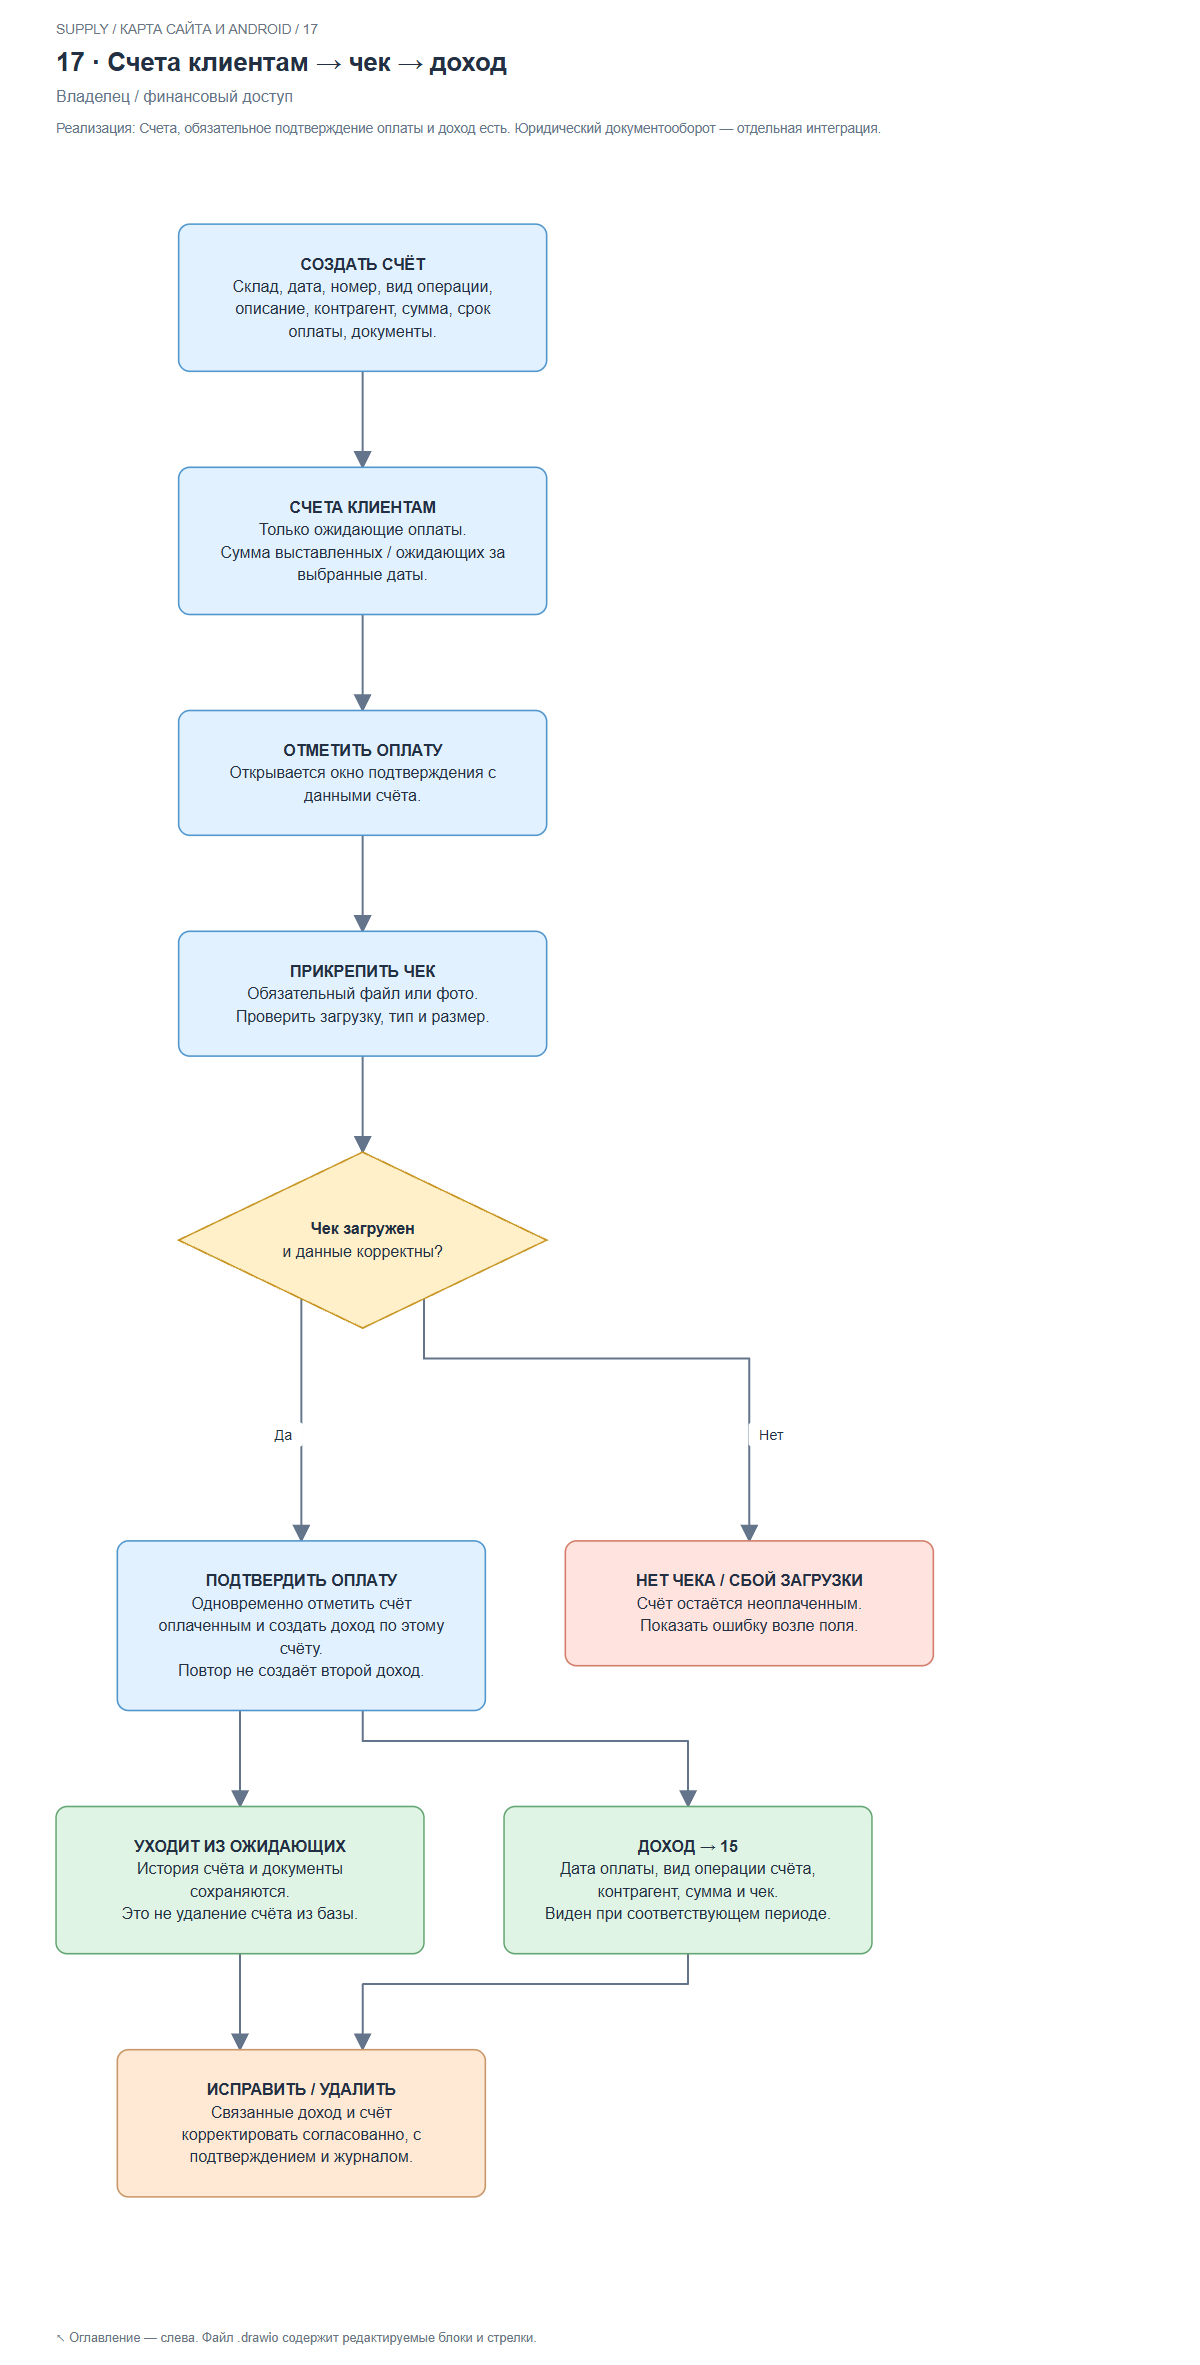 SUPPLY / КАРТА САЙТА И ANDROID / 17
17 · Счета клиентам → чек → доход
Владелец / финансовый доступ
Реализация: Счета, обязательное подтверждение оплаты и доход есть. Юридический документооборот — отдельная интеграция.
СОЗДАТЬ СЧЁТ
Склад, дата, номер, вид операции,
описание, контрагент, сумма, срок
оплаты, документы.
СЧЕТА КЛИЕНТАМ
Только ожидающие оплаты.
Сумма выставленных / ожидающих за
выбранные даты.
ОТМЕТИТЬ ОПЛАТУ
Открывается окно подтверждения с
данными счёта.
ПРИКРЕПИТЬ ЧЕК
Обязательный файл или фото.
Проверить загрузку, тип и размер.
Чек загружен
и данные корректны?
Да
Нет
ПОДТВЕРДИТЬ ОПЛАТУ
Одновременно отметить счёт
оплаченным и создать доход по этому
счёту.
Повтор не создаёт второй доход.
НЕТ ЧЕКА / СБОЙ ЗАГРУЗКИ
Счёт остаётся неоплаченным.
Показать ошибку возле поля.
УХОДИТ ИЗ ОЖИДАЮЩИХ
История счёта и документы
сохраняются.
Это не удаление счёта из базы.
ДОХОД → 15
Дата оплаты, вид операции счёта,
контрагент, сумма и чек.
Виден при соответствующем периоде.
ИСПРАВИТЬ / УДАЛИТЬ
Связанные доход и счёт
корректировать согласованно, с
подтверждением и журналом.
↖ Оглавление — слева. Файл .drawio содержит редактируемые блоки и стрелки.